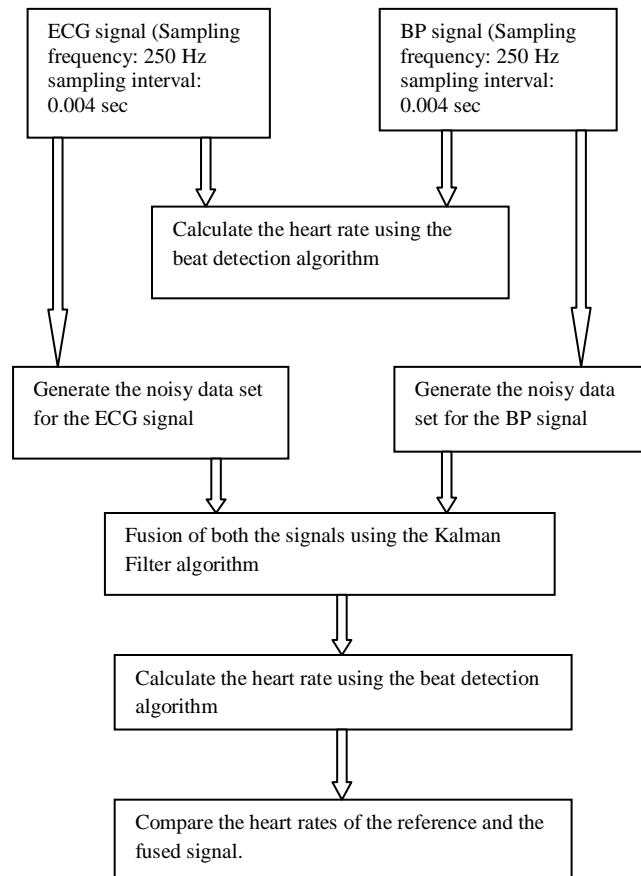 ECG signal (Sampling
frequency: 250 Hz
sampling interval:
0.004 sec
BP signal (Sampling
frequency: 250 Hz
sampling interval:
0.004 sec
Calculate the heart rate using the
beat detection algorithm
Generate the noisy data set
for the ECG signal
Generate the noisy data
set for the BP signal
Fusion of both the signals using the Kalman
Filter algorithm
Calculate the heart rate using the beat detection
algorithm
Compare the heart rates of the reference and the
fused signal.